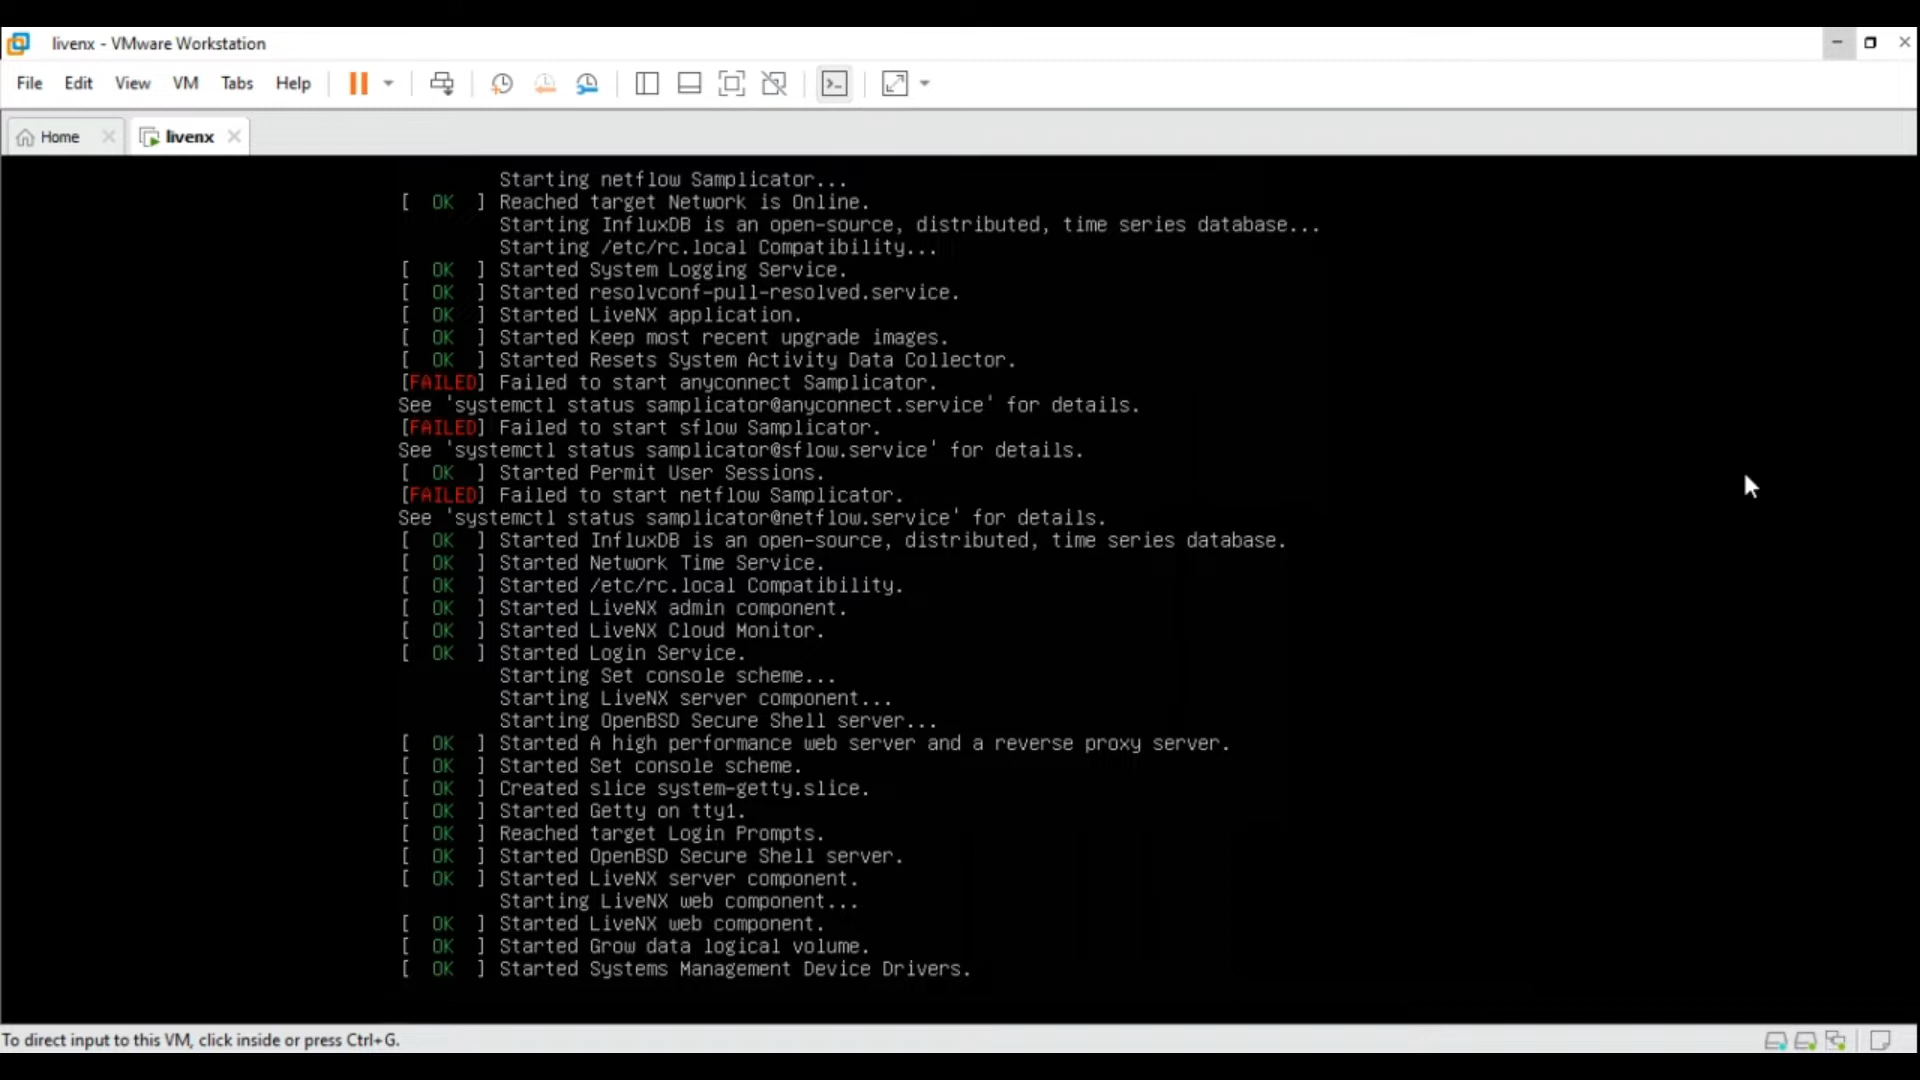 livenx - VMware Workstation
File Edit View VM Tabs Help
Home livenx
Starting netflow Samplicator...
[ OK ] Reached target Network is Online.
Starting InfluxDB is an open-source, distributed, time series database...
Starting /etc/rc.local Compatibility...
[ OK ] Started System Logging Service.
[ OK ] Started resolvconf-pull-resolved.service.
[ OK ] Started LiveNX application.
[ OK ] Started Keep most recent upgrade images.
[ OK ] Started Resets System Activity Data Collector.
[FAILED] Failed to start anyconnect Samplicator.
See 'systemctl status samplicator@anyconnect.service' for details.
[FAILED] Failed to start sflow Samplicator.
See 'systemctl status samplicator@sflow.service' for details.
[ OK ] Started Permit User Sessions.
[FAILED] Failed to start netflow Samplicator.
See 'systemctl status samplicator@netflow.service' for details.
[ OK ] Started InfluxDB is an open-source, distributed, time series database.
[ OK ] Started Network Time Service.
[ OK ] Started /etc/rc.local Compatibility.
[ OK ] Started LiveNX admin component.
[ OK ] Started LiveNX Cloud Monitor.
[ OK ] Started Login Service.
Starting Set console scheme...
Starting LiveNX server component...
Starting OpenBSD Secure Shell server...
[ OK ] Started A high performance web server and a reverse proxy server.
[ OK ] Started Set console scheme.
[ OK ] Created slice system-getty.slice.
[ OK ] Started Getty on tty1.
[ OK ] Reached target Login Prompts.
[ OK ] Started OpenBSD Secure Shell server.
[ OK ] Started LiveNX server component.
Starting LiveNX web component...
[ OK ] Started LiveNX web component.
[ OK ] Started Grow data logical volume.
[ OK ] Started Systems Management Device Drivers.
To direct input to this VM, click inside or press Ctrl+G.